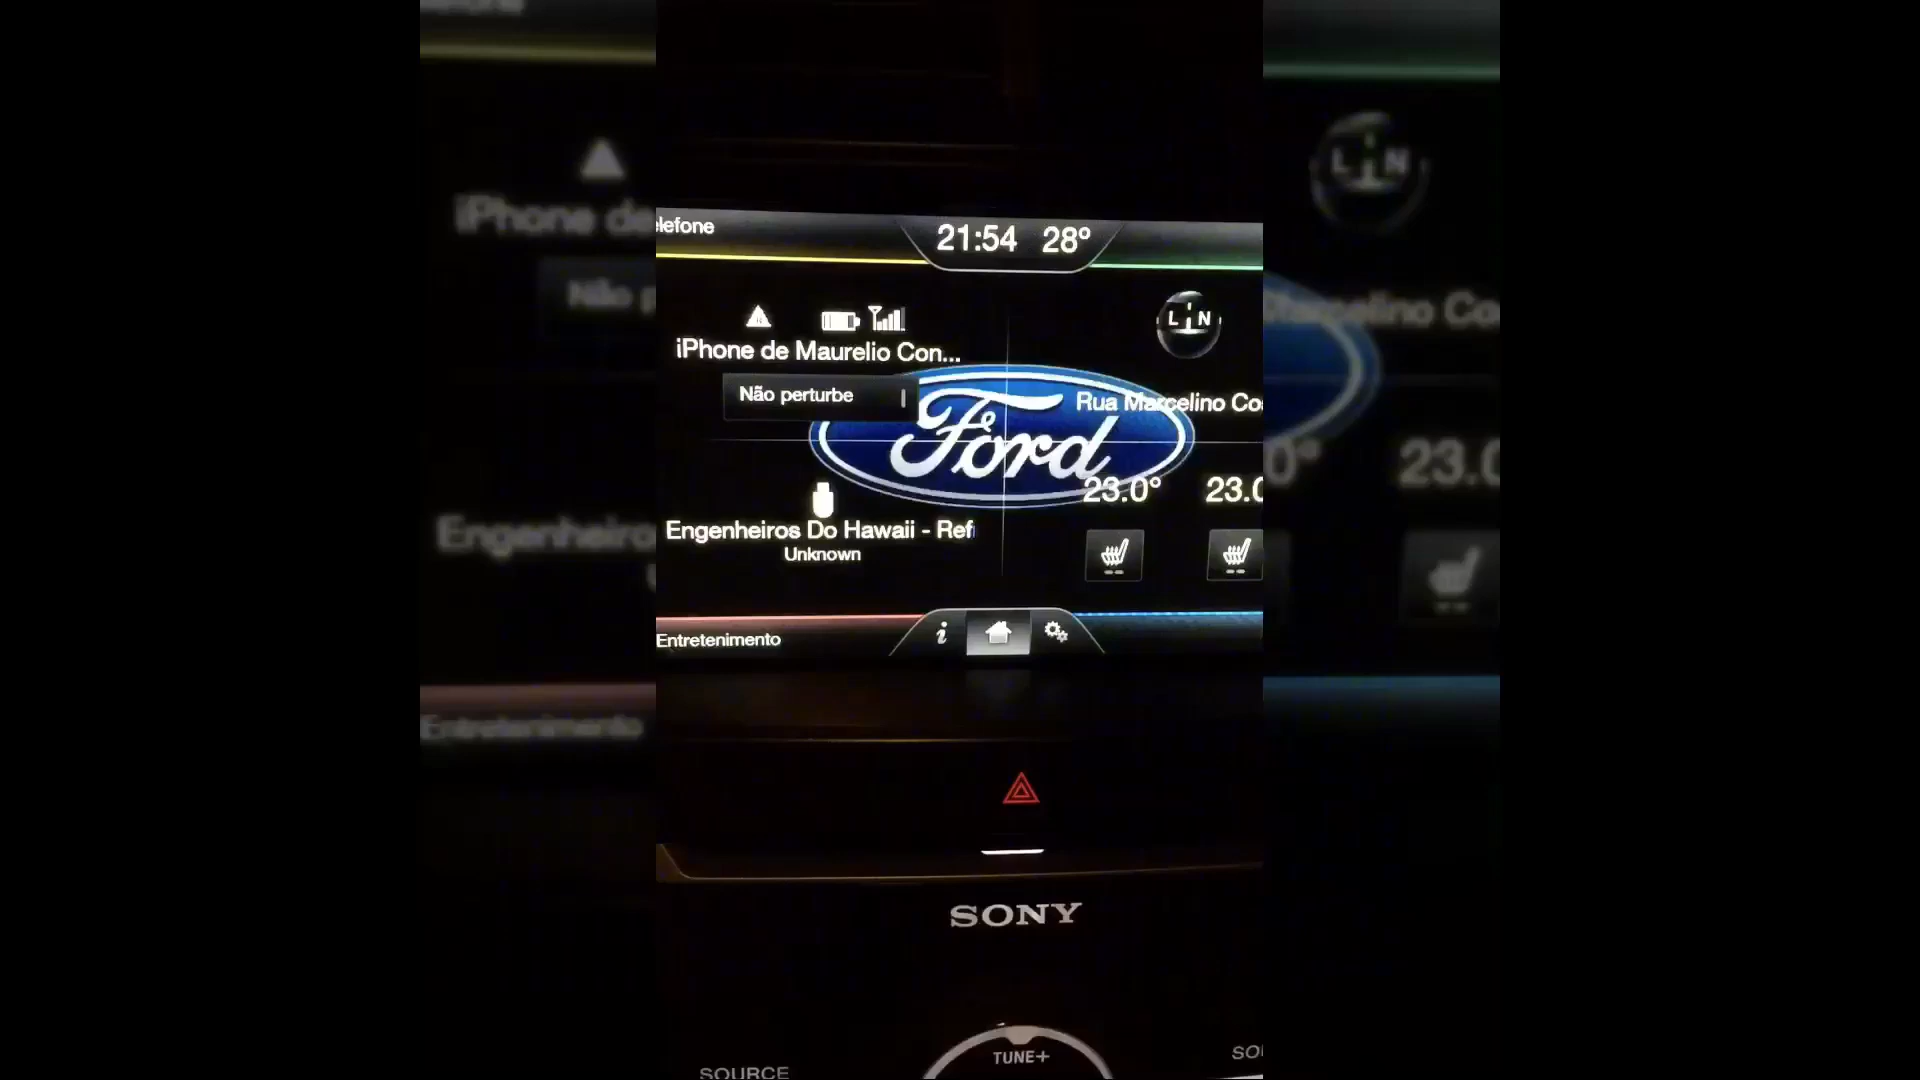 elefone
21:54 28°
iPhone de Maurelio Con...
Não perturbe
L N
Rua Marcelino Co
Ford
23.0° 23.0
Engenheiros Do Hawaii - Ref
Unknown
Entretenimento
i
SONY
TUNE+
SOURCE
SO